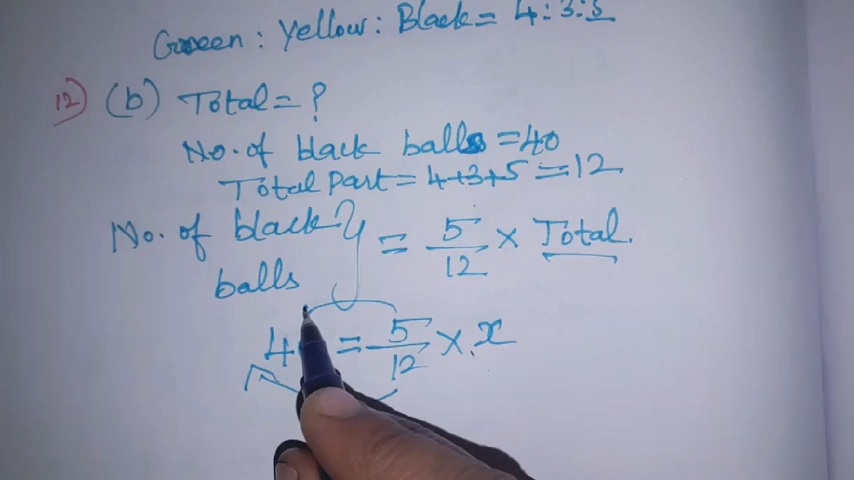 Green : Yellow : Black = 4 : 3 : 5
12) (b) Total = ?
No. of black balls = 40
Total Part = 4+3+5 = 12
No. of black balls = 5/12 × Total.
= 5/12 × x